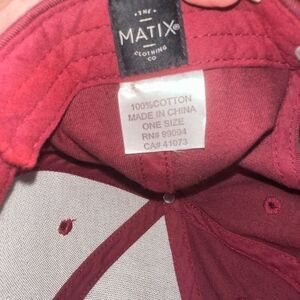 THE
MATIX®
CLOTHING
CO
100%COTTON
MADE IN CHINA
ONE SIZE
RN# 99094
CA# 41073